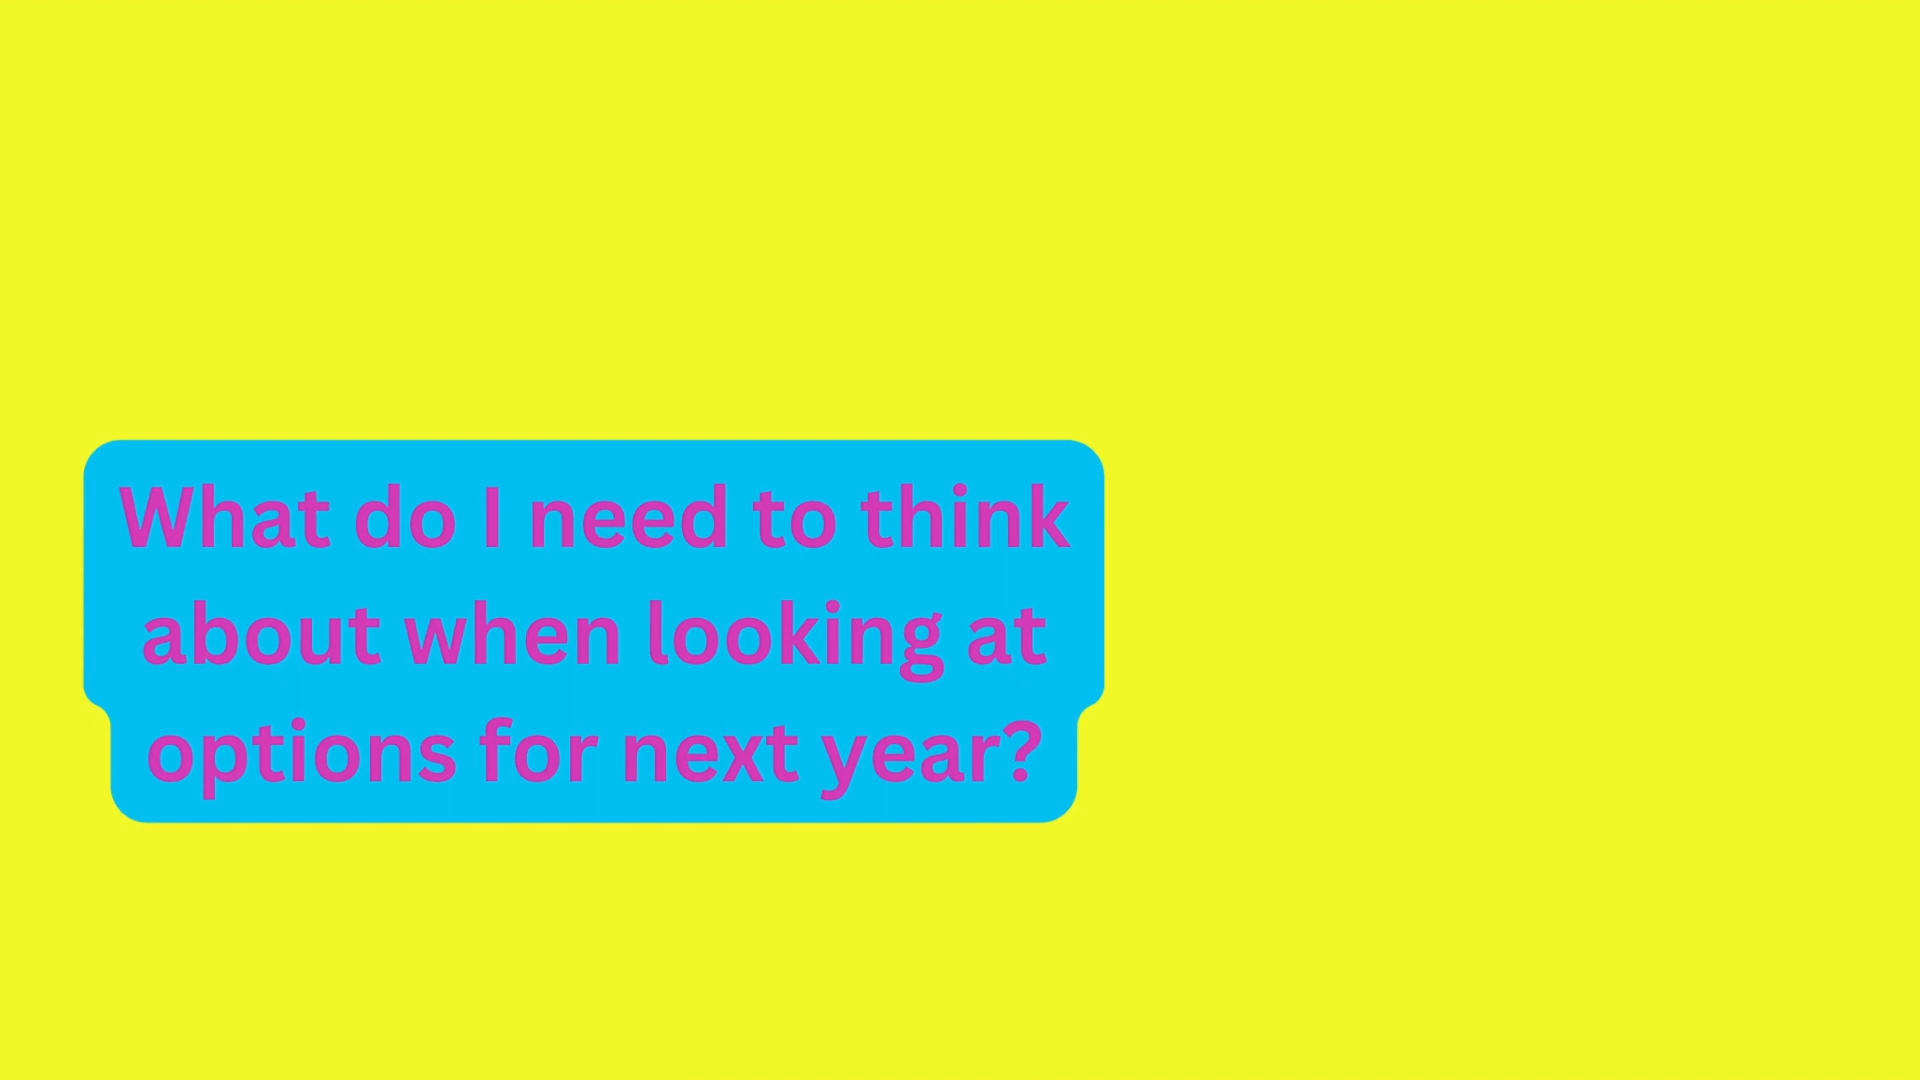 What do I need to think
about when looking at
options for next year?